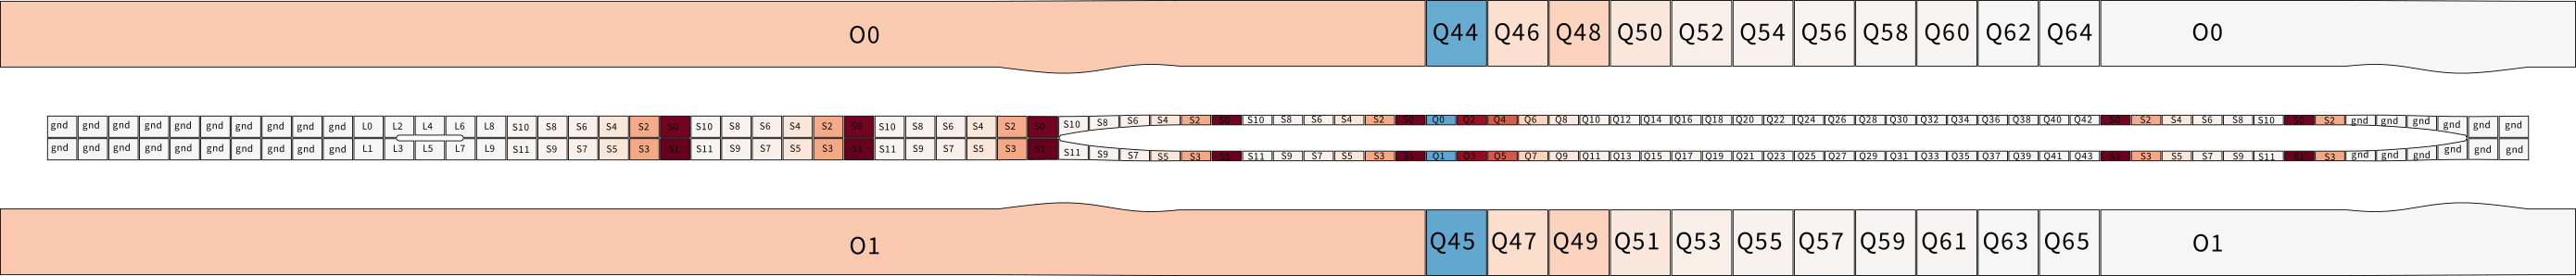 O0 Q44 Q46 Q48 Q50 Q52 Q54 Q56 Q58 Q60 Q62 Q64 O0
gnd gnd gnd gnd gnd gnd gnd gnd gnd gnd L0 L2 L4 L6 L8 S10 S8 S6 S4 S2 S0 S10 S8 S6 S4 S2 S0 S10 S8 S6 S4 S2 S0 S10 S8 S6 S4 S2 S0 S10 S8 S6 S4 S2 S0 Q0 Q2 Q4 Q6 Q8 Q10 Q12 Q14 Q16 Q18 Q20 Q22 Q24 Q26 Q28 Q30 Q32 Q34 Q36 Q38 Q40 Q42 S0 S2 S4 S6 S8 S10 S0 S2 gnd gnd gnd gnd gnd gnd
gnd gnd gnd gnd gnd gnd gnd gnd gnd gnd L1 L3 L5 L7 L9 S11 S9 S7 S5 S3 S1 S11 S9 S7 S5 S3 S1 S11 S9 S7 S5 S3 S1 S11 S9 S7 S5 S3 S1 S11 S9 S7 S5 S3 S1 Q1 Q3 Q5 Q7 Q9 Q11 Q13 Q15 Q17 Q19 Q21 Q23 Q25 Q27 Q29 Q31 Q33 Q35 Q37 Q39 Q41 Q43 S1 S3 S5 S7 S9 S11 S1 S3 gnd gnd gnd gnd gnd gnd
O1 Q45 Q47 Q49 Q51 Q53 Q55 Q57 Q59 Q61 Q63 Q65 O1